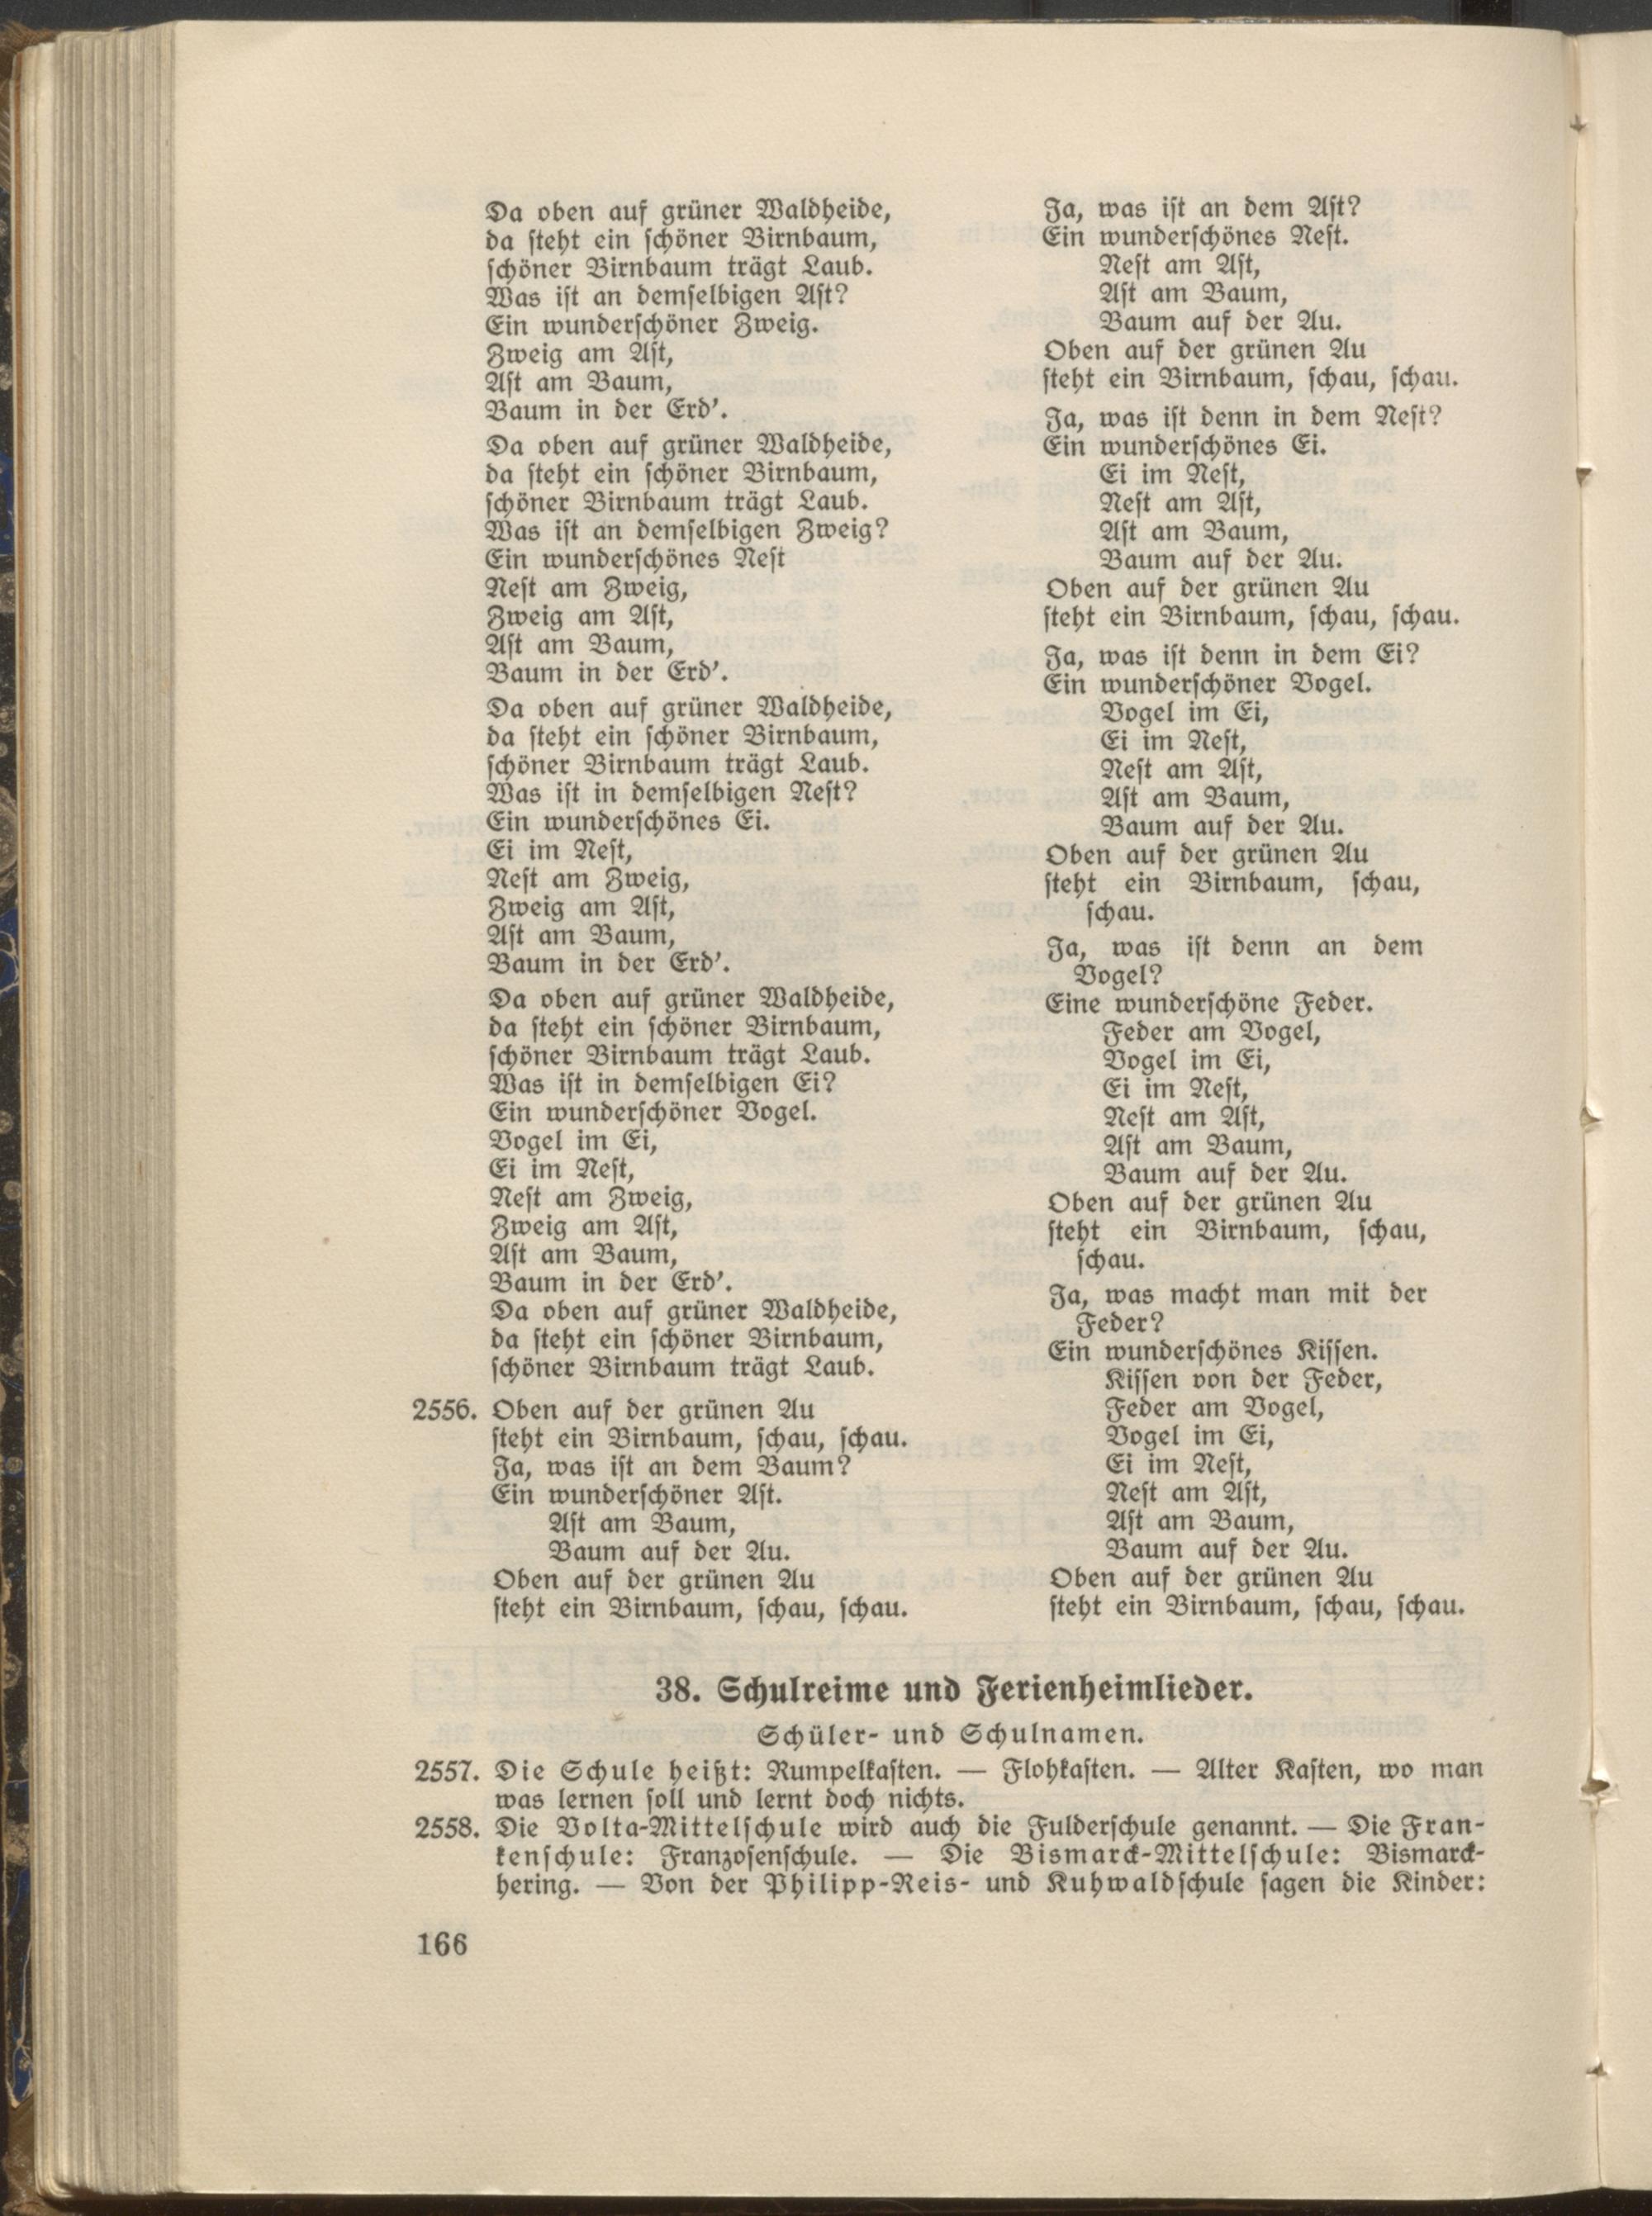 Da oben auf grüner Waldheide,
da steht ein schöner Birnbaum,
schöner Birnbaum trägt Laub.
Was ist an demselbigen Ast?
Ein wunderschöner Zweig.
Zweig am Ast,
Ast am Baum,
Baum in der Erd'.
Da oben auf grüner Waldheide,
da steht ein schöner Birnbaum,
schöner Birnbaum trägt Laub.
Was ist an demselbigen Zweig?
Ein wunderschönes Nest
Nest am Zweig,
Zweig am Ast,
Ast am Baum,
Baum in der Erd'.
Da oben auf grüner Waldheide,
da steht ein schöner Birnbaum,
schöner Birnbaum trägt Laub.
Was ist in demselbigen Nest?
Ein wunderschönes Ei.
Ei im Nest,
Nest am Zweig,
Zweig am Ast,
Ast am Baum,
Baum in der Erd'.
Da oben auf grüner Waldheide,
da steht ein schöner Birnbaum,
schöner Birnbaum trägt Laub.
Was ist in demselbigen Ei?
Ein wunderschöner Vogel.
Vogel im Ei,
Ei im Nest,
Nest am Zweig,
Zweig am Ast,
Ast am Baum,
Baum in der Erd'.
Da oben auf grüner Waldheide,
da steht ein schöner Birnbaum,
schöner Birnbaum trägt Laub.
2556. Oben auf der grünen Au
steht ein Birnbaum, schau, schau.
Ja, was ist an dem Baum?
Ein wunderschöner Ast.
Ast am Baum,
Baum auf der Au.
Oben auf der grünen Au
steht ein Birnbaum, schau, schau.
Ja, was ist an dem Ast?
Ein wunderschönes Nest.
Nest am Ast,
Ast am Baum,
Baum auf der Au.
Oben auf der grünen Au
steht ein Birnbaum, schau, schau.
Ja, was ist denn in dem Nest?
Ein wunderschönes Ei.
Ei im Nest,
Nest am Ast,
Ast am Baum,
Baum auf der Au.
Oben auf der grünen Au
steht ein Birnbaum, schau, schau.
Ja, was ist denn in dem Ei?
Ein wunderschöner Vogel.
Vogel im Ei,
Ei im Nest,
Nest am Ast,
Ast am Baum,
Baum auf der Au.
Oben auf der grünen Au
steht ein Birnbaum, schau,
schau.
Ja, was ist denn an dem
Vogel?
Eine wunderschöne Feder.
Feder am Vogel,
Vogel im Ei,
Ei im Nest,
Nest am Ast,
Ast am Baum,
Baum auf der Au.
Oben auf der grünen Au
steht ein Birnbaum, schau,
schau.
Ja, was macht man mit der
Feder?
Ein wunderschönes Kissen.
Kissen von der Feder,
Feder am Vogel,
Vogel im Ei,
Ei im Nest,
Nest am Ast,
Ast am Baum,
Baum auf der Au.
Oben auf der grünen Au
steht ein Birnbaum, schau, schau.
38. Schulreime und Ferienheimlieder.
Schüler- und Schulnamen.
2557. Die Schule heißt: Rumpelkasten. — Flohkasten. — Alter Kasten, wo man
was lernen soll und lernt doch nichts.
2558. Die Volta-Mittelschule wird auch die Fulderschule genannt. — Die Fran-
kenschule: Franzosenschule. — Die Bismarck-Mittelschule: Bismarck-
hering. — Von der Philipp-Reis- und Kuhwaldschule sagen die Kinder:
166